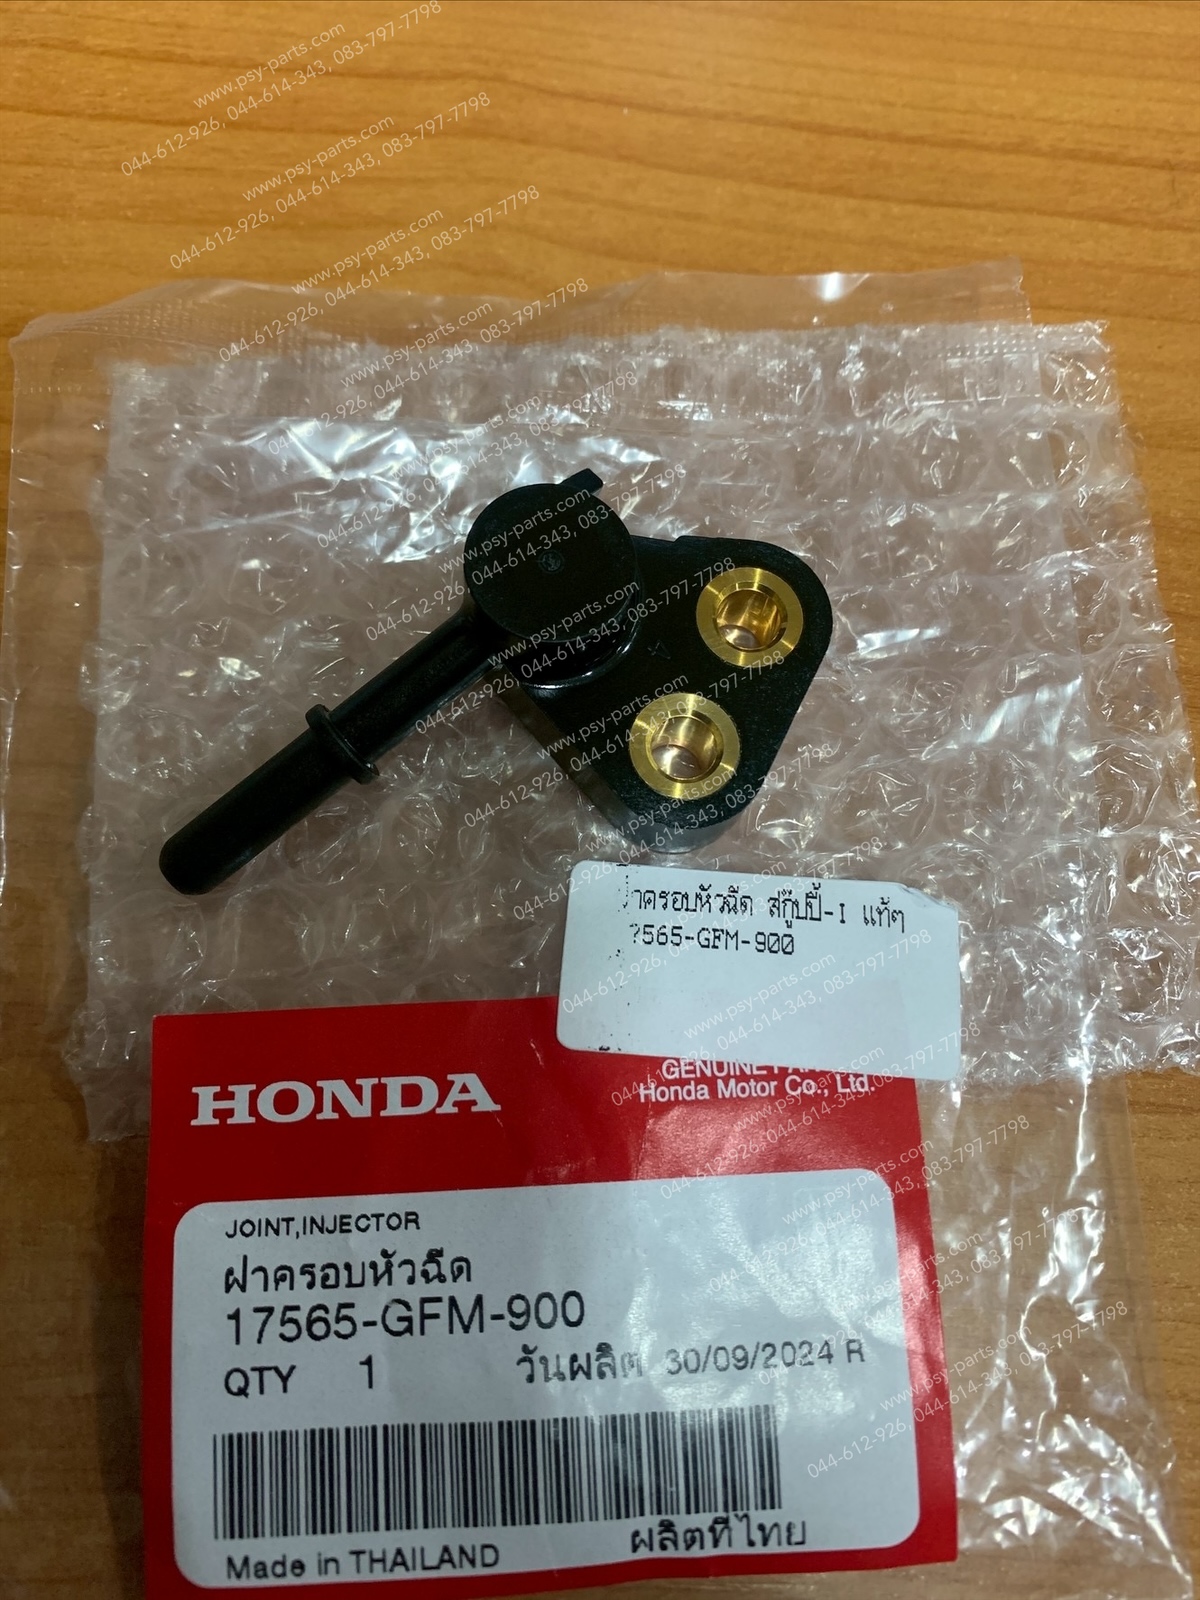 www.psy-parts.com
044-612-926, 044-614-343, 083-797-7798
ฝาครอบหัวฉีด สกู๊ปปี้-I แท้ๆ
7565-GFM-900
HONDA
GENUINE
Honda Motor Co., Ltd.
JOINT,INJECTOR
ฝาครอบหัวฉีด
17565-GFM-900
QTY 1 วันผลิต 30/09/2024 R
Made in THAILAND ผลิตที่ไทย